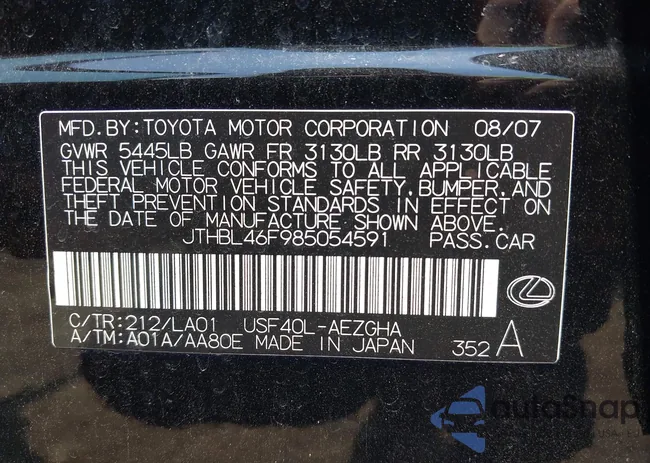 MFD.BY:TOYOTA MOTOR CORPORATION 08/07
GVWR 5445LB GAWR FR 3130LB RR 3130LB
THIS VEHICLE CONFORMS TO ALL APPLICABLE
FEDERAL MOTOR VEHICLE SAFETY,BUMPER,AND
THEFT PREVENTION STANDARDS IN EFFECT ON
THE DATE OF MANUFACTURE SHOWN ABOVE.
JTHBL46F985054591 PASS.CAR
C/TR:212/LA01 USF40L-AEZGHA
A/TM:A01A/AA80E MADE IN JAPAN 352 A
autoSnap